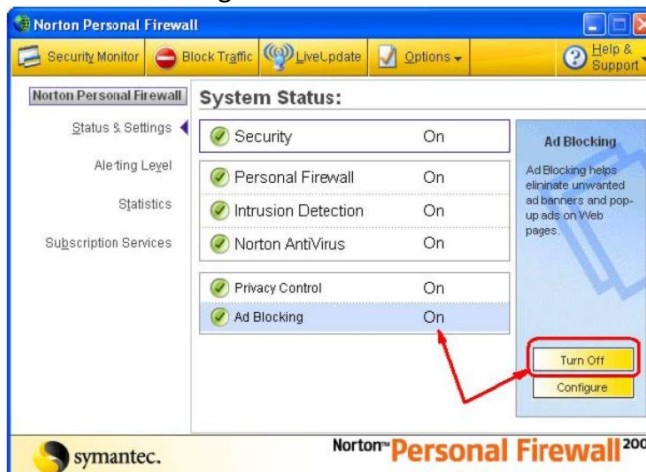 Norton Personal Firewall
Security Monitor Block Traffic LiveUpdate Options Help & Support
Norton Personal Firewall
Status & Settings
Alerting Level
Statistics
Subscription Services
System Status:
Security On
Personal Firewall On
Intrusion Detection On
Norton AntiVirus On
Privacy Control On
Ad Blocking On
Ad Blocking
Ad Blocking helps
eliminate unwanted
ad banners and pop-
up ads on Web
pages.
Turn Off
Configure
symantec.
Norton™ Personal Firewall 200